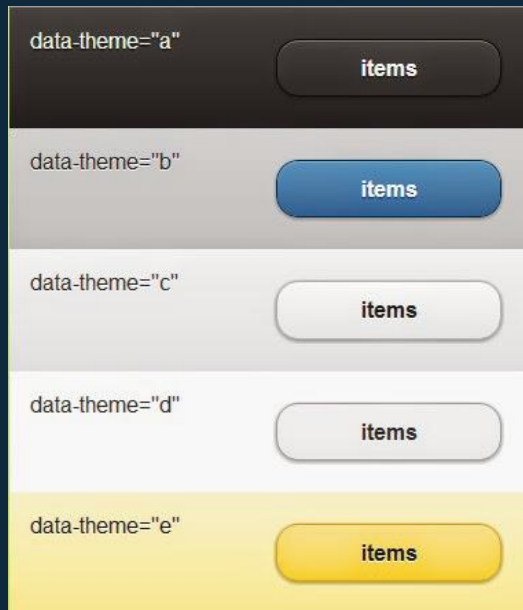 data-theme="a"
items
data-theme="b"
items
data-theme="c"
items
data-theme="d"
items
data-theme="e"
items